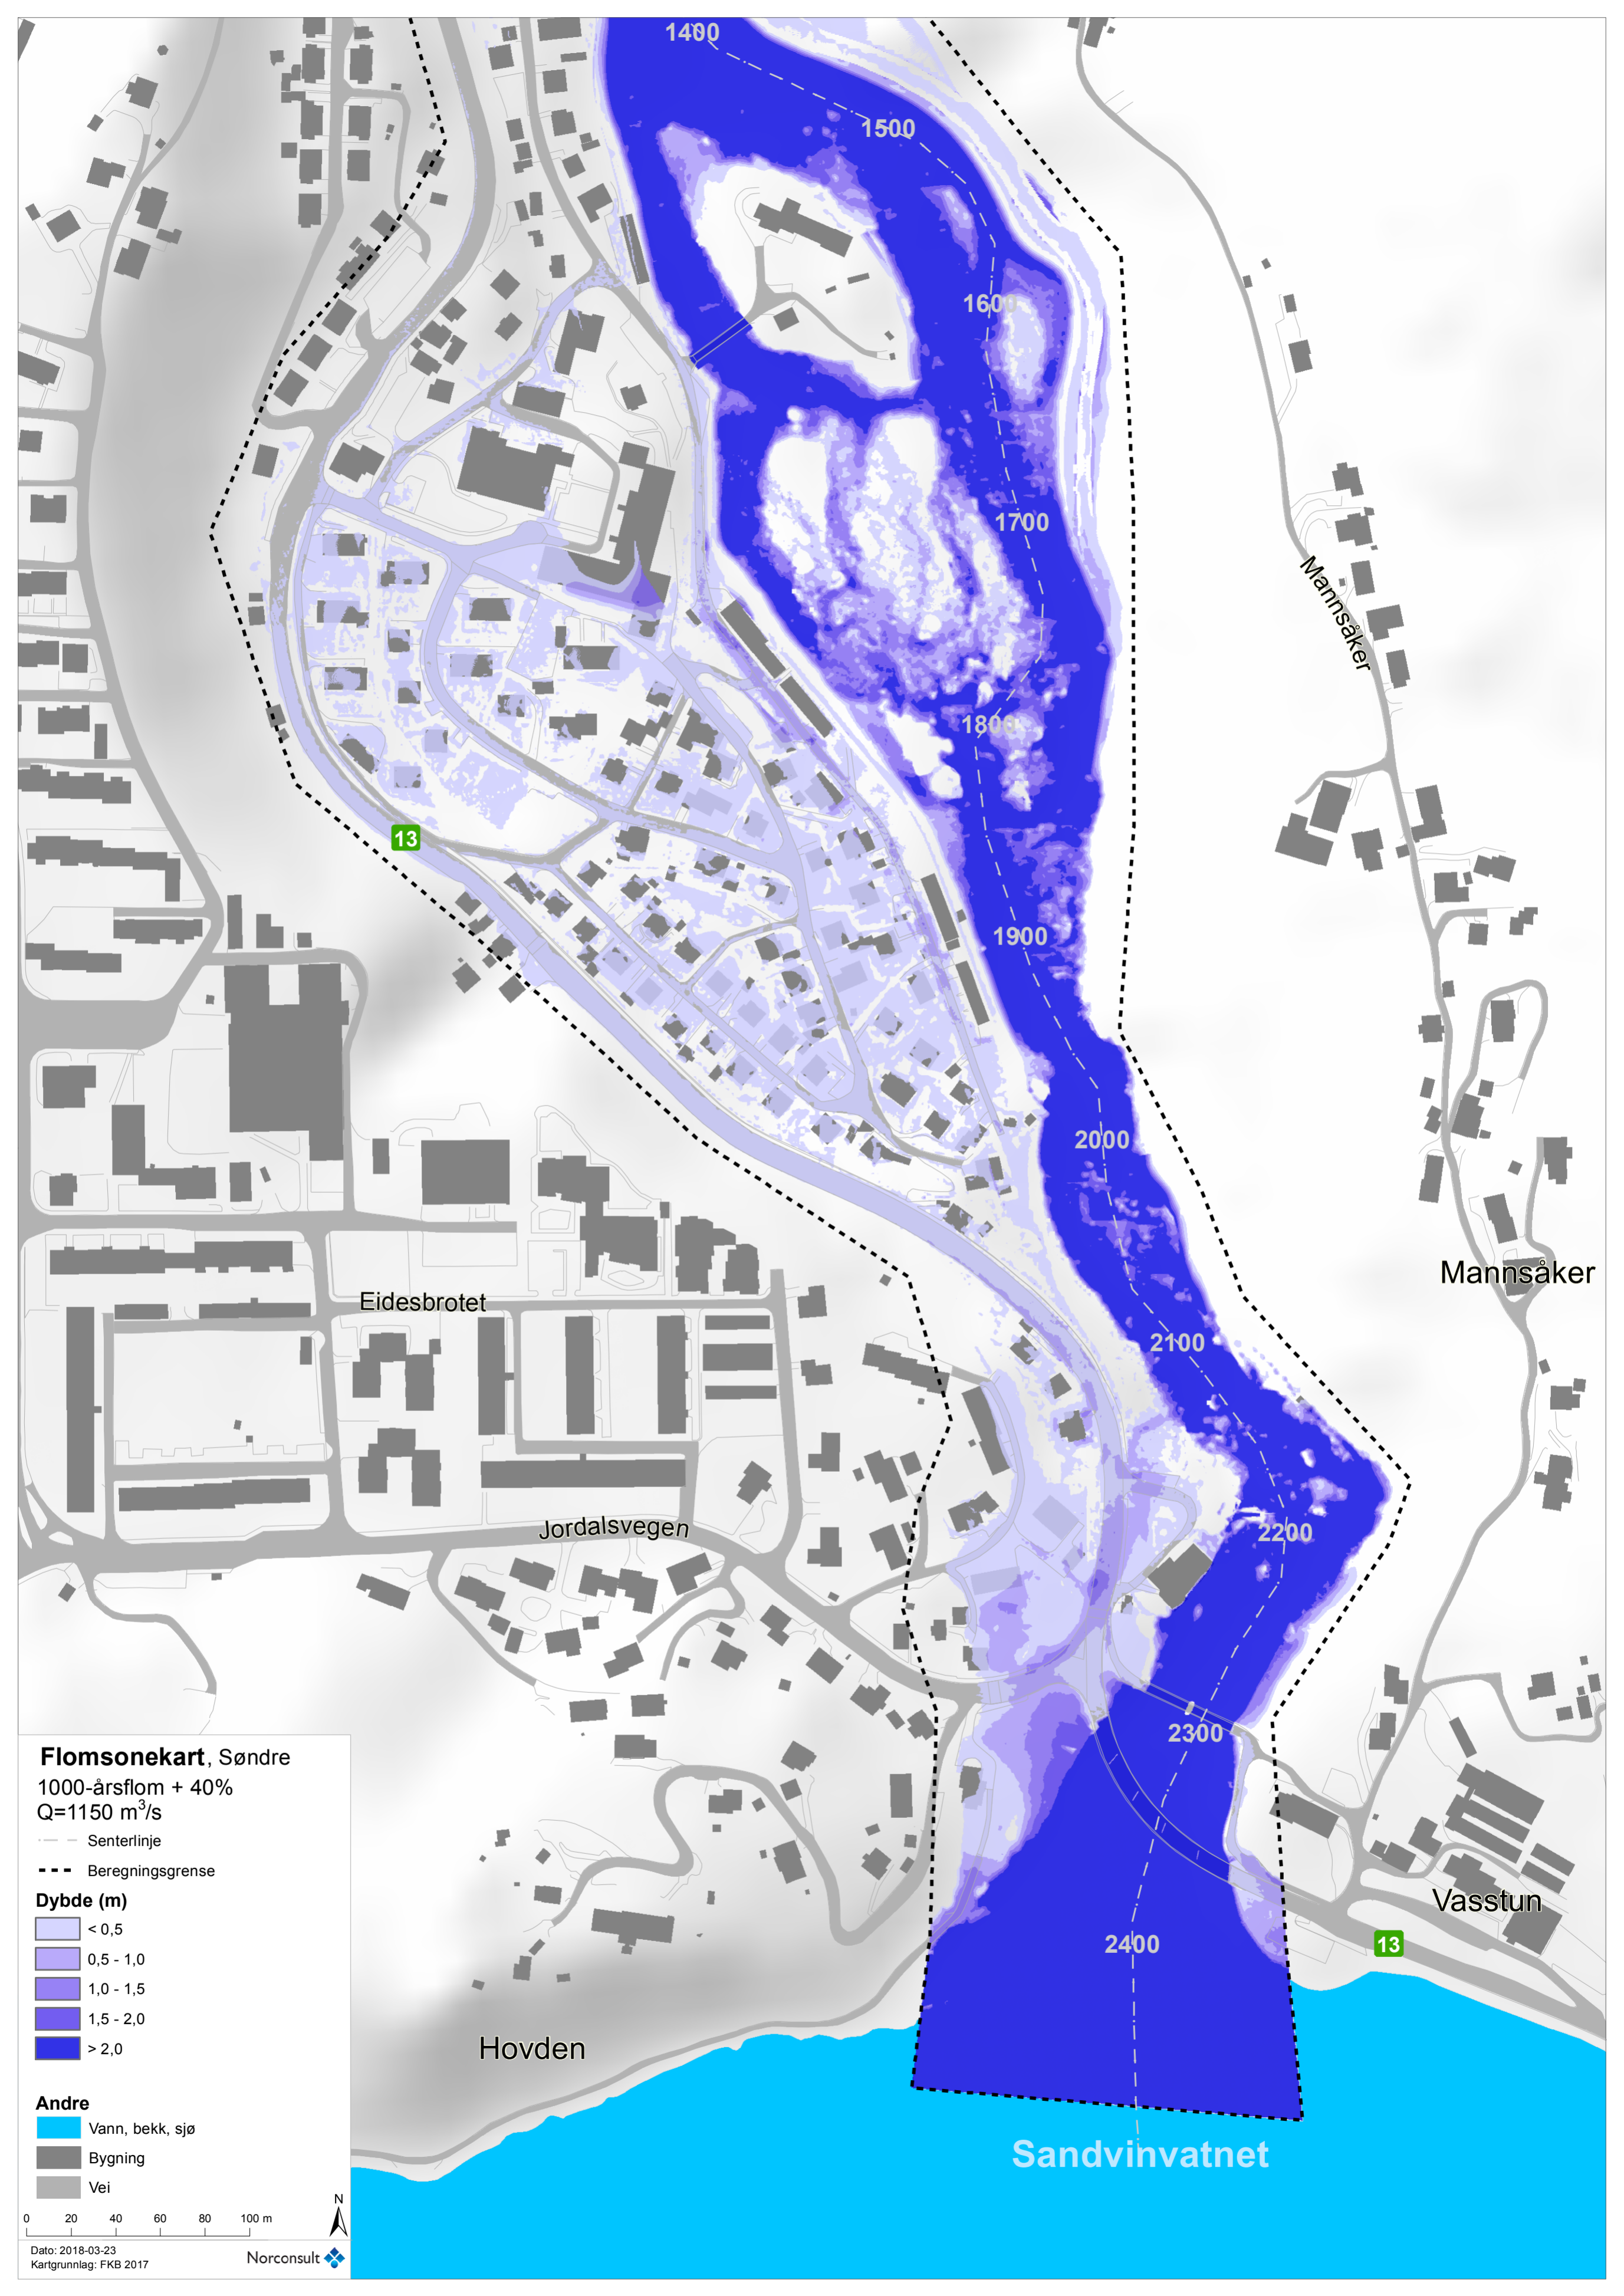 1400
1500
1600
1700
Mannsåker
1800
13
1900
2000
Mannsåker
Eidesbrotet
2100
Jordalsvegen
2200
2300
Vasstun
2400
13
Hovden
Sandvinvatnet
Flomsonekart, Søndre
1000-årsflom + 40%
Q=1150 m³/s
Senterlinje
Beregningsgrense
Dybde (m)
< 0,5
0,5 - 1,0
1,0 - 1,5
1,5 - 2,0
> 2,0
Andre
Vann, bekk, sjø
Bygning
Vei
N
0 20 40 60 80 100 m
Dato: 2018-03-23
Kartgrunnlag: FKB 2017
Norconsult